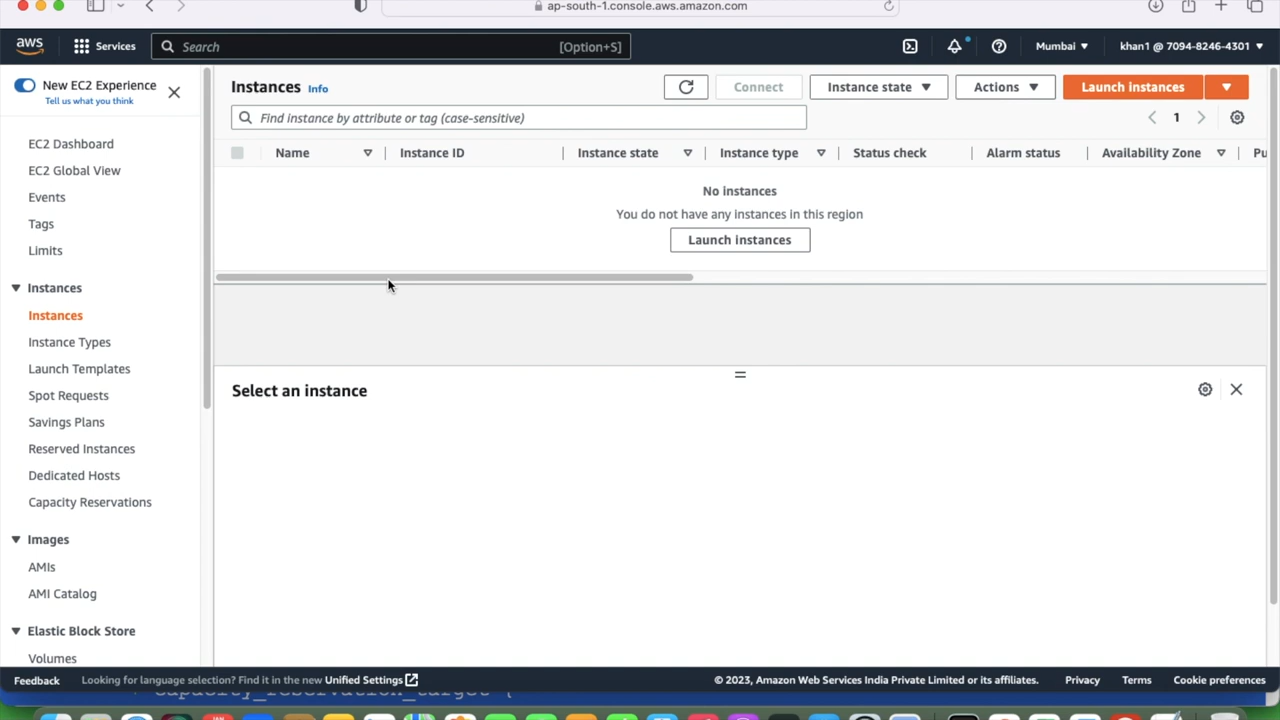 ap-south-1.console.aws.amazon.com
aws
Services
Search
[Option+S]
Mumbai
khan1 @ 7094-8246-4301
New EC2 Experience
Tell us what you think
EC2 Dashboard
EC2 Global View
Events
Tags
Limits
Instances
Instances
Instance Types
Launch Templates
Spot Requests
Savings Plans
Reserved Instances
Dedicated Hosts
Capacity Reservations
Images
AMIs
AMI Catalog
Elastic Block Store
Volumes
Instances Info
Connect
Instance state
Actions
Launch instances
Find instance by attribute or tag (case-sensitive)
1
Name
Instance ID
Instance state
Instance type
Status check
Alarm status
Availability Zone
Pu
No instances
You do not have any instances in this region
Launch instances
Select an instance
Feedback
Looking for language selection? Find it in the new Unified Settings
© 2023, Amazon Web Services India Private Limited or its affiliates.
Privacy
Terms
Cookie preferences
capacity_reservation_target {